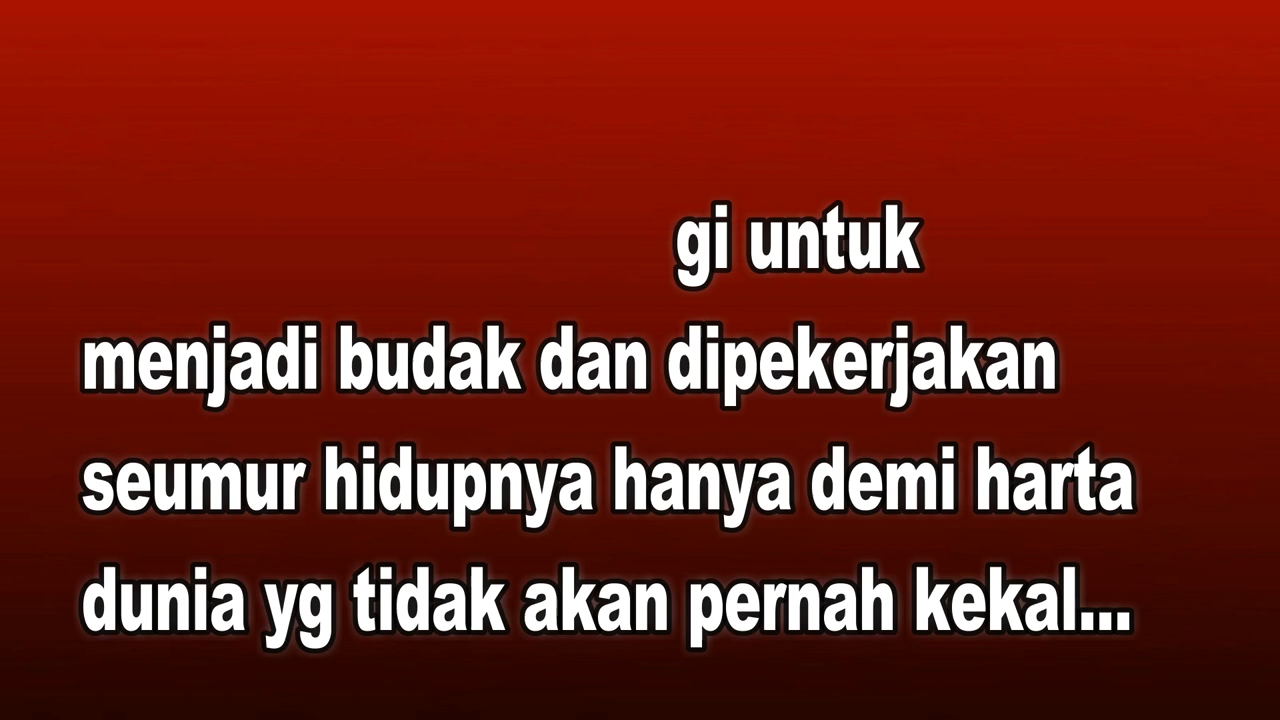 gi untuk
menjadi budak dan dipekerjakan
seumur hidupnya hanya demi harta
dunia yg tidak akan pernah kekal...